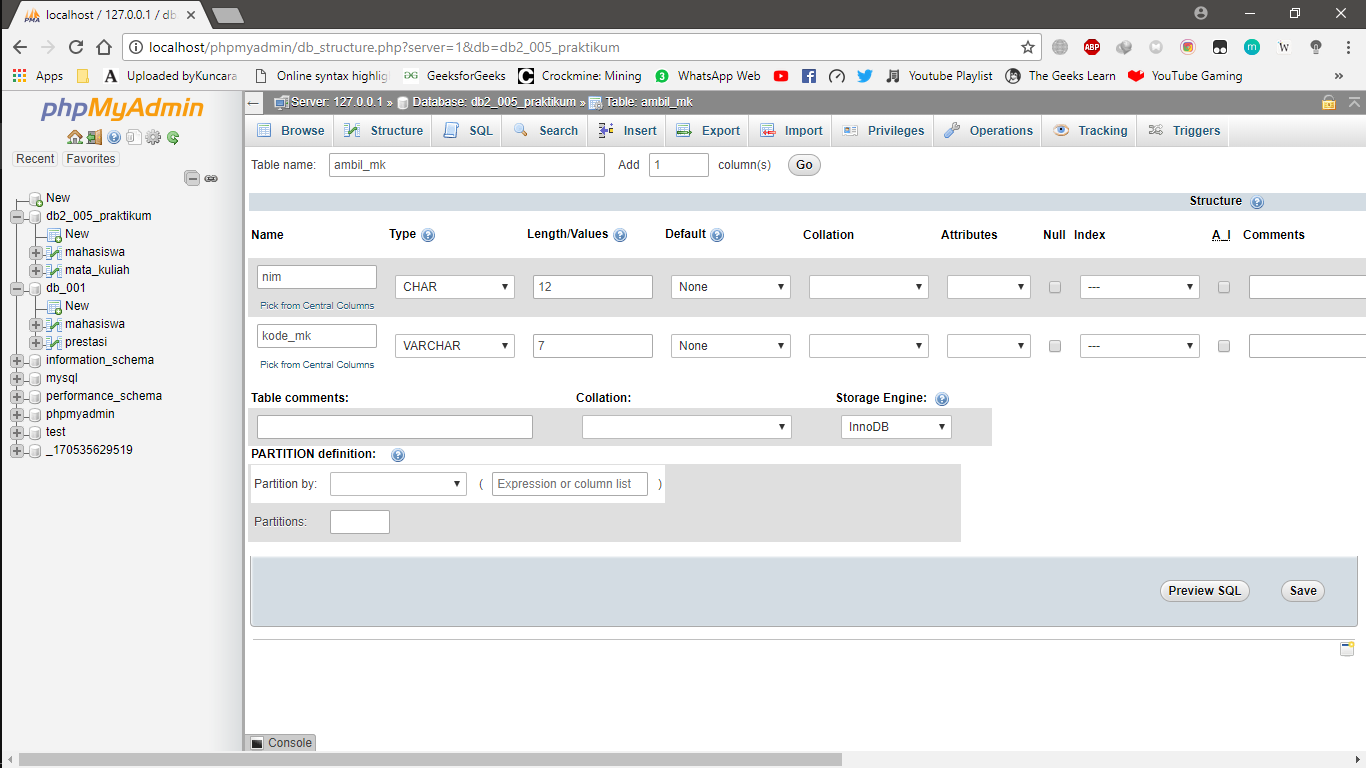 localhost / 127.0.0.1 / db
localhost/phpmyadmin/db_structure.php?server=1&db=db2_005_praktikum
ABP
m
W
Apps
A Uploaded byKuncara
Online syntax highlig
GeeksforGeeks
Crockmine: Mining
3 WhatsApp Web
Youtube Playlist
The Geeks Learn
YouTube Gaming
»
phpMyAdmin
Recent Favorites
New
db2_005_praktikum
New
mahasiswa
mata_kuliah
db_001
New
mahasiswa
prestasi
information_schema
mysql
performance_schema
phpmyadmin
test
_170535629519
Server: 127.0.0.1 » Database: db2_005_praktikum » Table: ambil_mk
Browse Structure SQL Search Insert Export Import Privileges Operations Tracking Triggers
Table name: ambil_mk Add 1 column(s) Go
Structure
Name Type Length/Values Default Collation Attributes Null Index A_I Comments
nim CHAR 12 None ---
Pick from Central Columns
kode_mk VARCHAR 7 None ---
Pick from Central Columns
Table comments: Collation: Storage Engine:
InnoDB
PARTITION definition:
Partition by: ( Expression or column list )
Partitions:
Preview SQL Save
Console